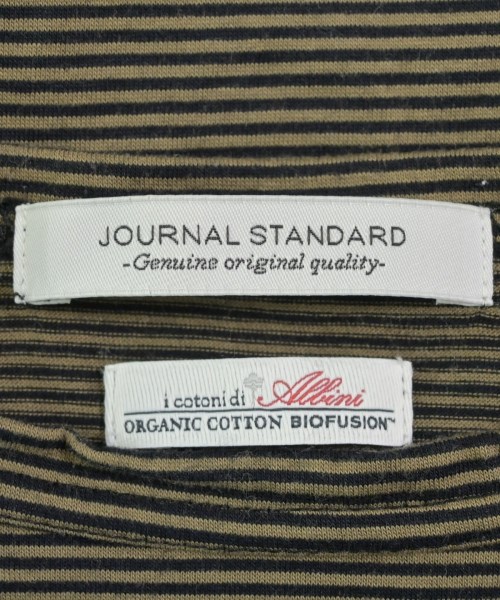 JOURNAL STANDARD
-Genuine original quality-
i cotoni di Albini
ORGANIC COTTON BIOFUSION™